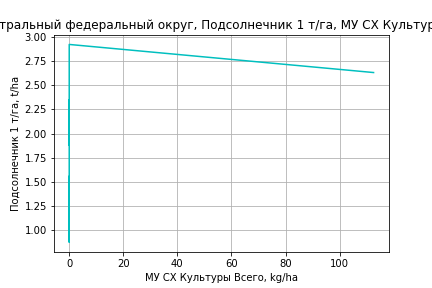 тральный федеральный округ, Подсолнечник 1 т/га, МУ СХ Культур
3.00
2.75
2.50
2.25
2.00
1.75
1.50
1.25
1.00
Подсолнечник 1 т/га, t/ha
0 20 40 60 80 100
МУ СХ Культуры Всего, kg/ha